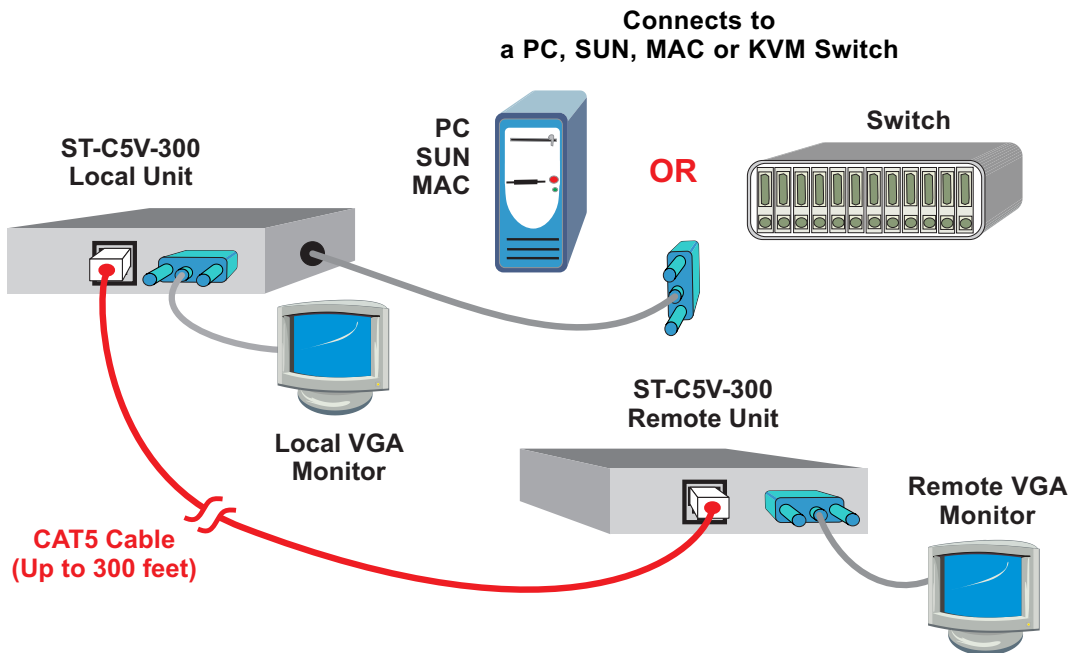 Connects to
a PC, SUN, MAC or KVM Switch
ST-C5V-300
Local Unit
PC
SUN
MAC
OR
Switch
Local VGA
Monitor
ST-C5V-300
Remote Unit
Remote VGA
Monitor
CAT5 Cable
(Up to 300 feet)